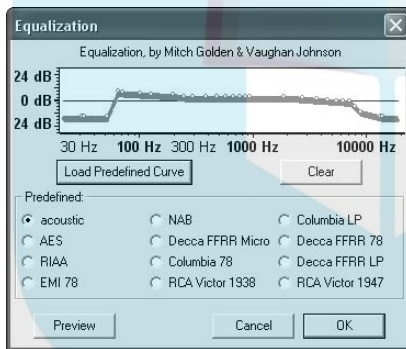 Equalization
Equalization, by Mitch Golden & Vaughan Johnson
24 dB
0 dB
24 dB
30 Hz 100 Hz 300 Hz 1000 Hz 10000 Hz
Load Predefined Curve Clear
Predefined:
acoustic NAB Columbia LP
AES Decca FFRR Micro Decca FFRR 78
RIAA Columbia 78 Decca FFRR LP
EMI 78 RCA Victor 1938 RCA Victor 1947
Preview Cancel OK